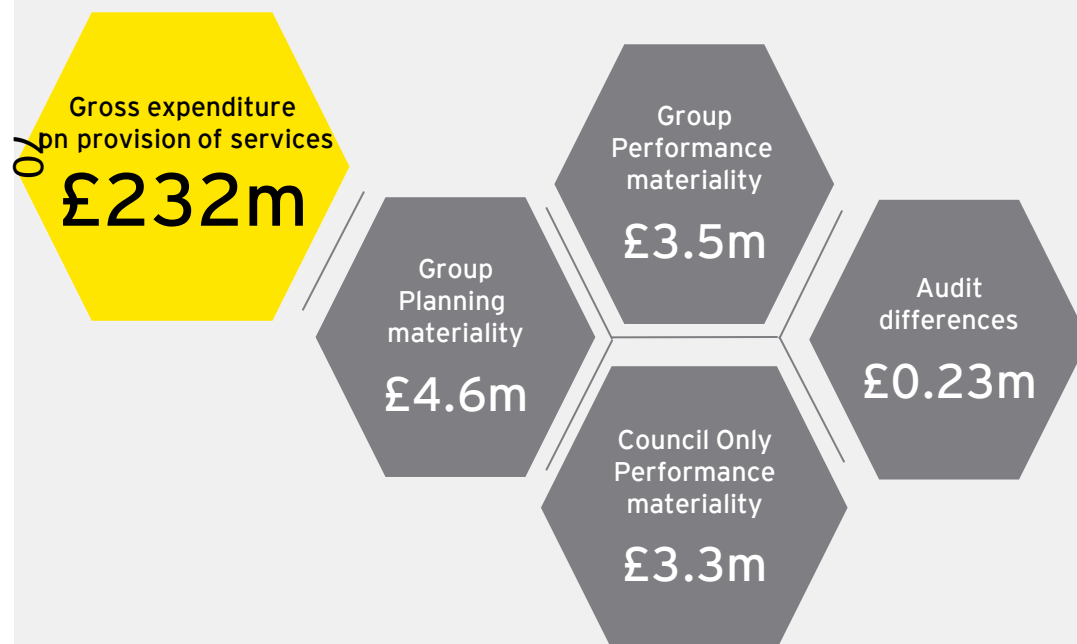 Gross expenditure
on provision of services
£232m
70
Group
Planning
materiality
£4.6m
Group
Performance
materiality
£3.5m
Council Only
Performance
materiality
£3.3m
Audit
differences
£0.23m